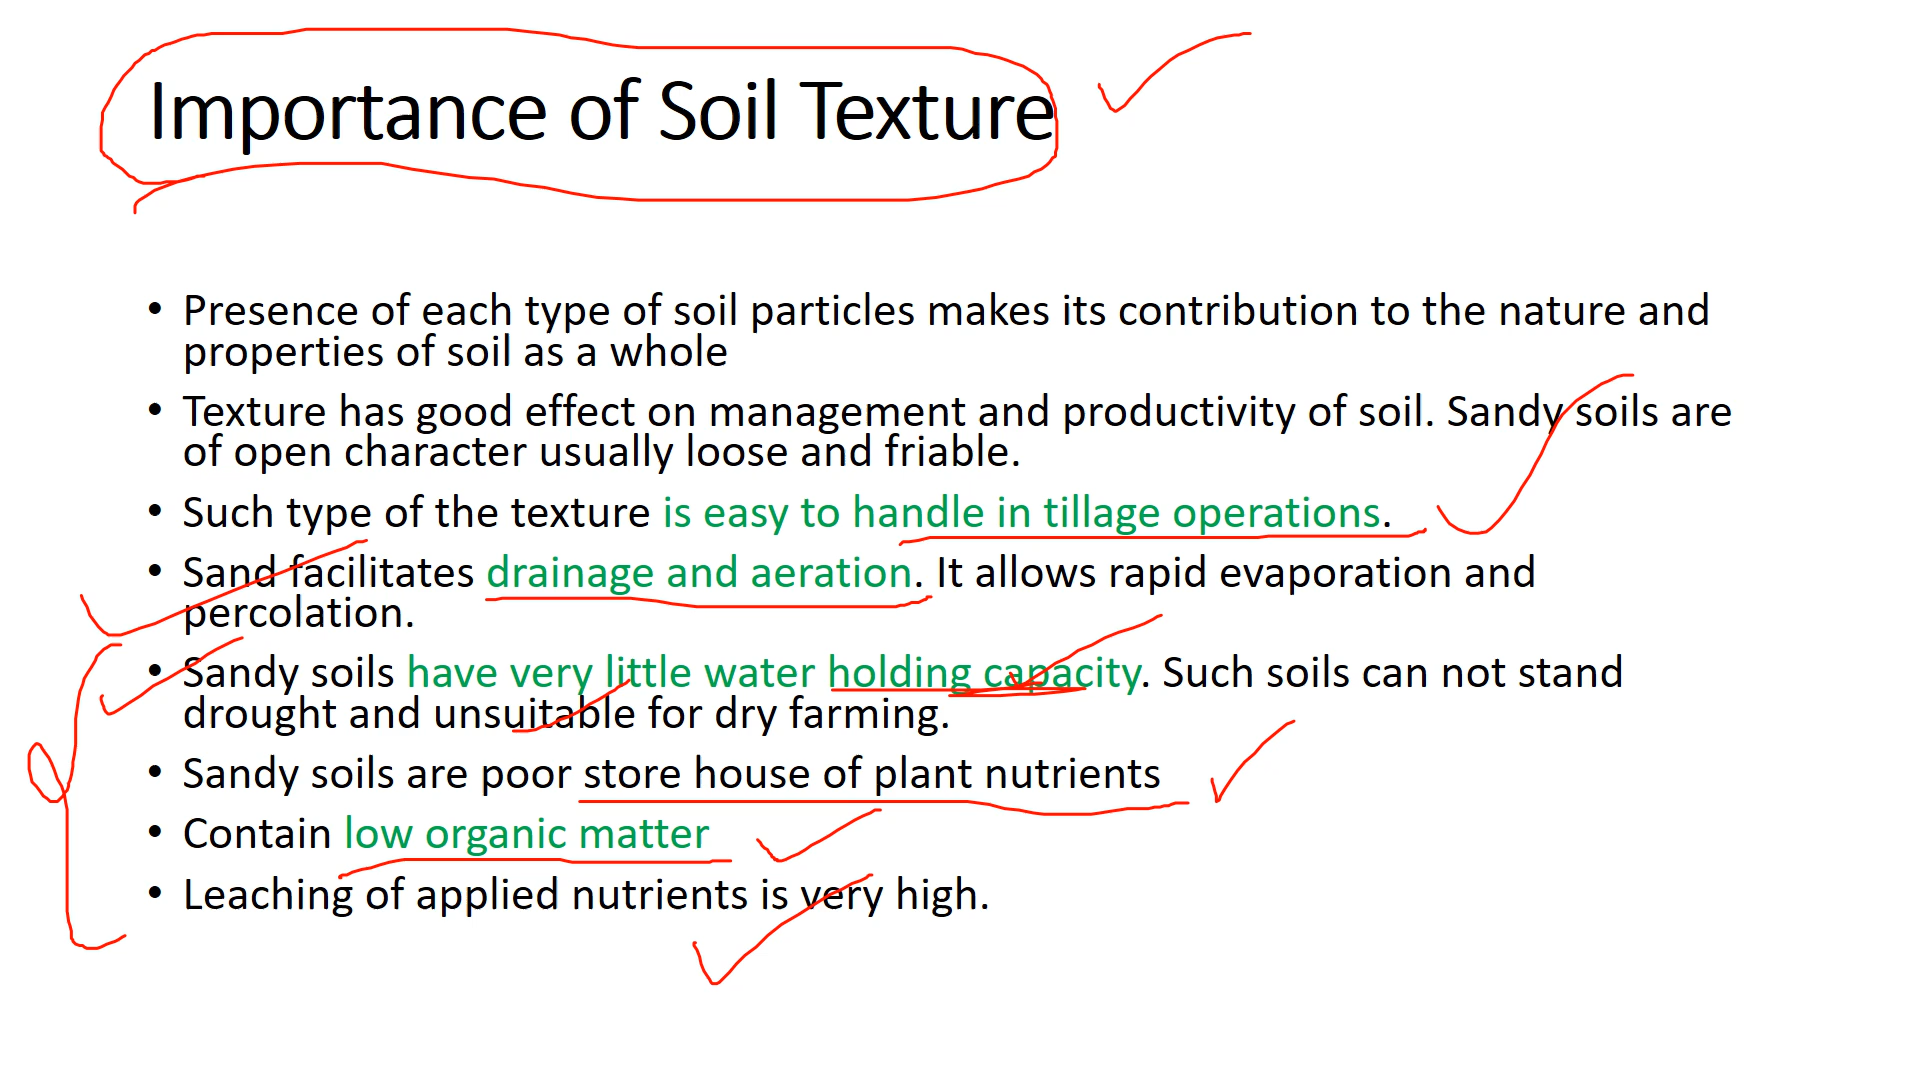 Importance of Soil Texture
• Presence of each type of soil particles makes its contribution to the nature and
properties of soil as a whole
• Texture has good effect on management and productivity of soil. Sandy soils are
of open character usually loose and friable.
• Such type of the texture is easy to handle in tillage operations.
• Sand facilitates drainage and aeration. It allows rapid evaporation and
percolation.
• Sandy soils have very little water holding capacity. Such soils can not stand
drought and unsuitable for dry farming.
• Sandy soils are poor store house of plant nutrients
• Contain low organic matter
• Leaching of applied nutrients is very high.